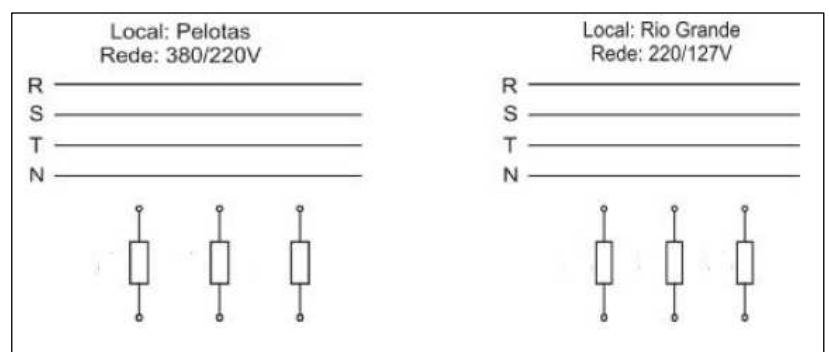 Local: Pelotas
Rede: 380/220V
R
S
T
N
Local: Rio Grande
Rede: 220/127V
R
S
T
N